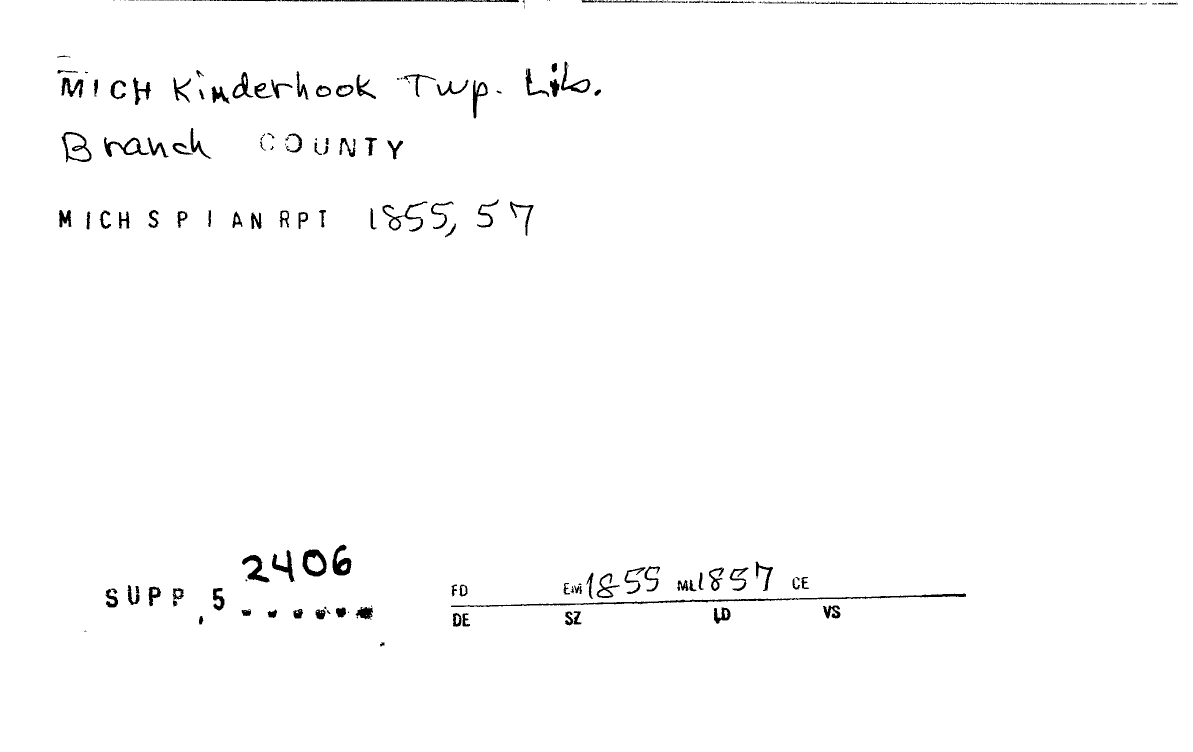 MICH Kinderhook Twp. Lib.
Branch COUNTY
MICH S P I AN RPT 1855, 57
2406
SUPP, 5 ......
FD EM 1855 ML 1857 CE
DE SZ LD VS